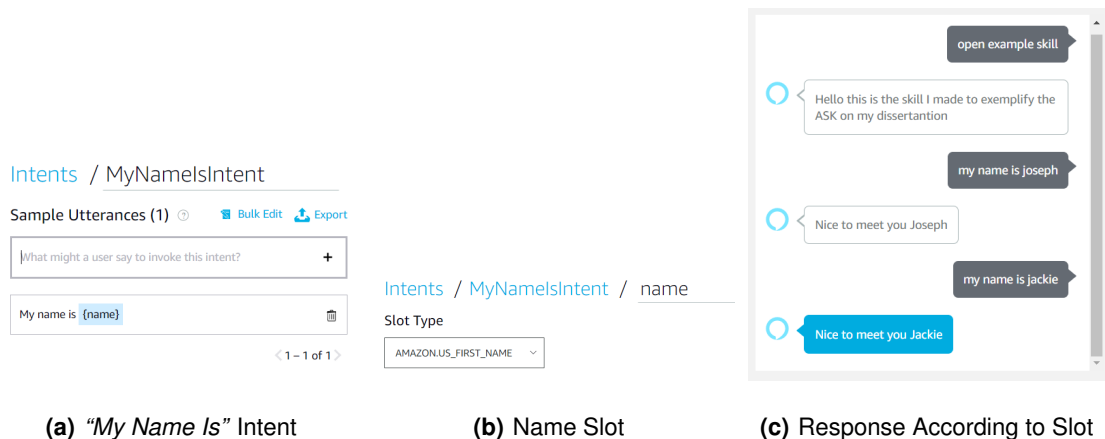 Intents / MyNameIsIntent
Sample Utterances (1) ? Bulk Edit Export
What might a user say to invoke this intent? +
My name is {name}
< 1 – 1 of 1 >
(a) “My Name Is” Intent
Intents / MyNameIsIntent / name
Slot Type
AMAZON.US_FIRST_NAME
(b) Name Slot
open example skill
Hello this is the skill I made to exemplify the
ASK on my dissertantion
my name is joseph
Nice to meet you Joseph
my name is jackie
Nice to meet you Jackie
(c) Response According to Slot